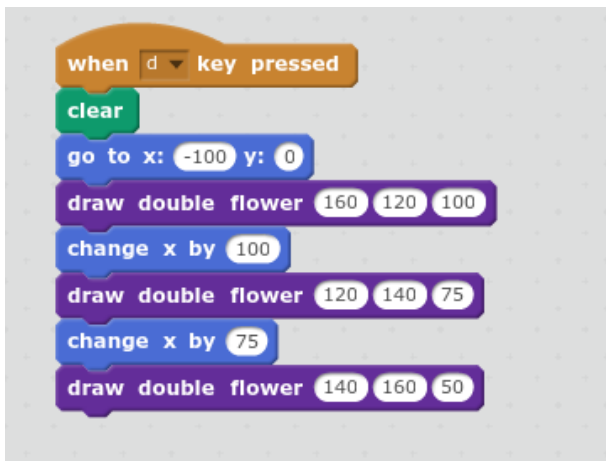 when d key pressed
clear
go to x: -100 y: 0
draw double flower 160 120 100
change x by 100
draw double flower 120 140 75
change x by 75
draw double flower 140 160 50